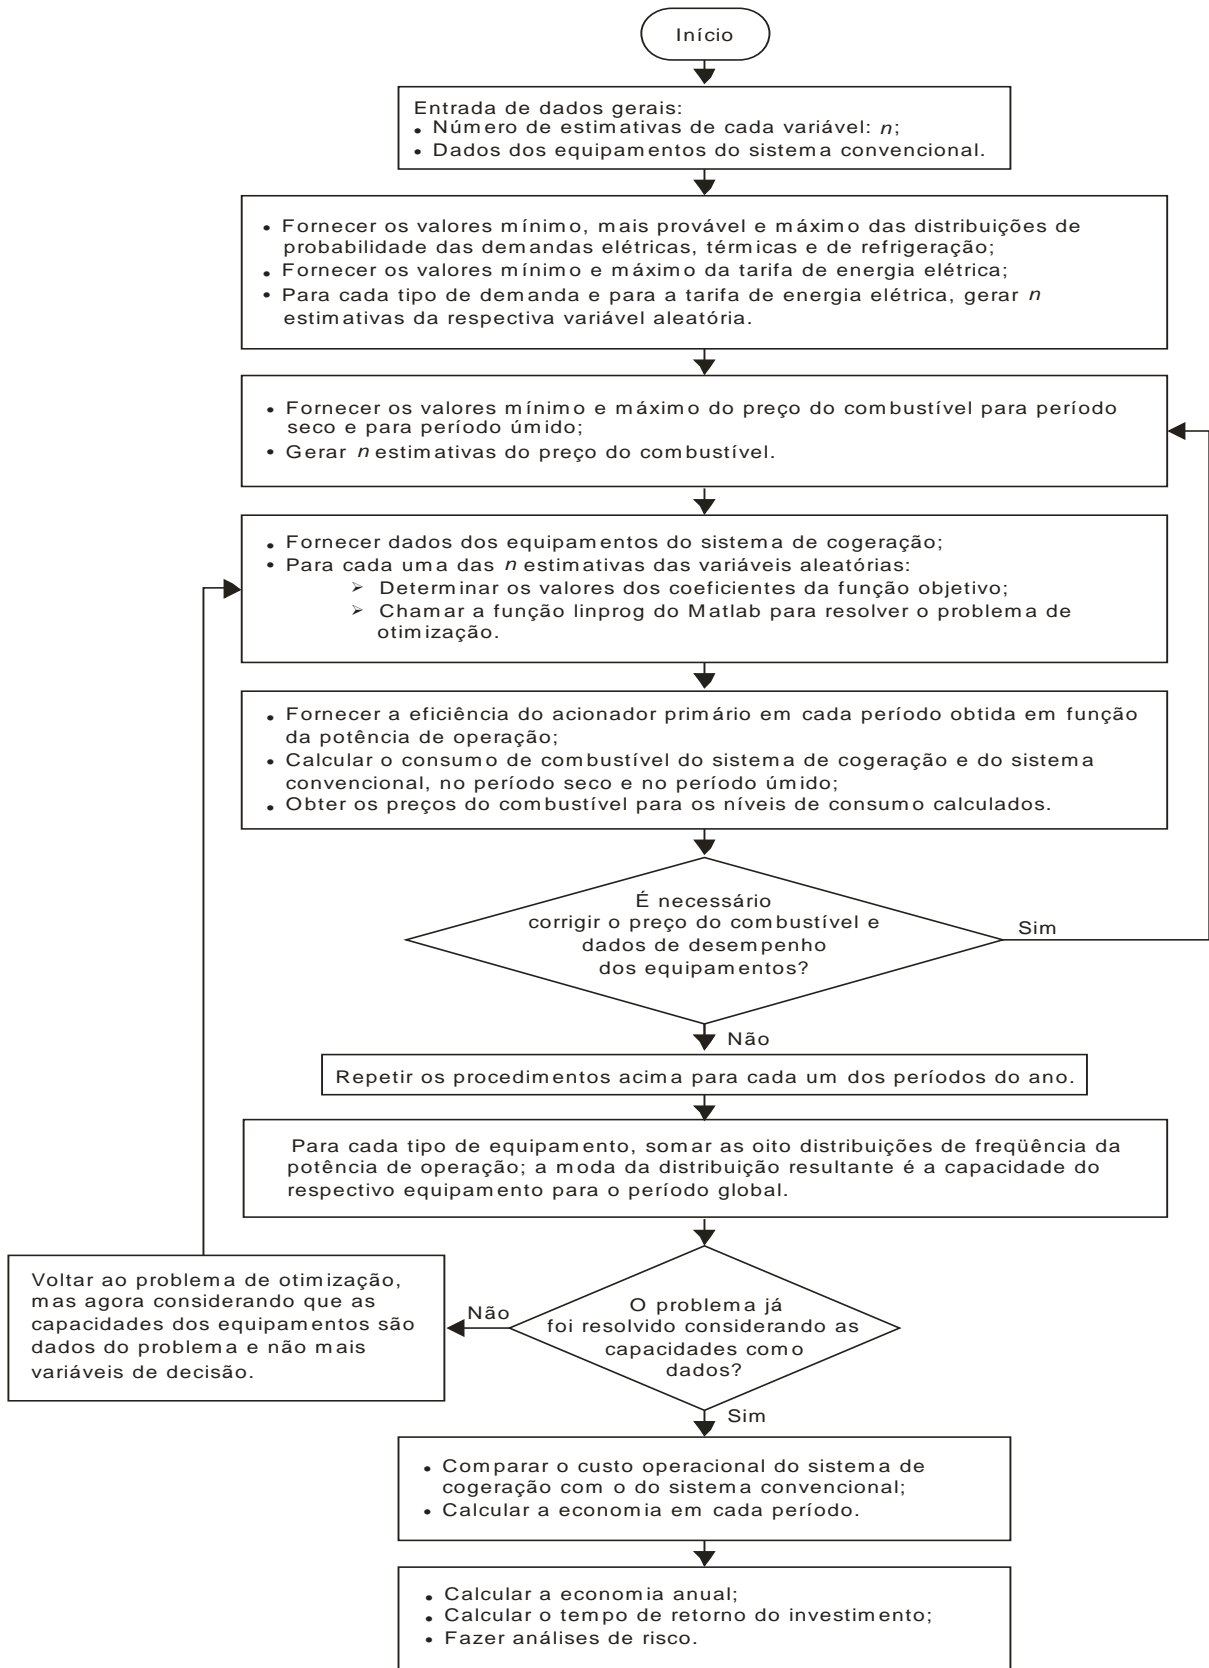 Início
Entrada de dados gerais:
• Número de estimativas de cada variável: n;
• Dados dos equipamentos do sistema convencional.
• Fornecer os valores mínimo, mais provável e máximo das distribuições de
probabilidade das demandas elétricas, térmicas e de refrigeração;
• Fornecer os valores mínimo e máximo da tarifa de energia elétrica;
• Para cada tipo de demanda e para a tarifa de energia elétrica, gerar n
estimativas da respectiva variável aleatória.
• Fornecer os valores mínimo e máximo do preço do combustível para período
seco e para período úmido;
• Gerar n estimativas do preço do combustível.
• Fornecer dados dos equipamentos do sistema de cogeração;
• Para cada uma das n estimativas das variáveis aleatórias:
➢ Determinar os valores dos coeficientes da função objetivo;
➢ Chamar a função linprog do Matlab para resolver o problema de
otimização.
• Fornecer a eficiência do acionador primário em cada período obtida em função
da potência de operação;
• Calcular o consumo de combustível do sistema de cogeração e do sistema
convencional, no período seco e no período úmido;
• Obter os preços do combustível para os níveis de consumo calculados.
É necessário
corrigir o preço do combustível e
dados de desempenho
dos equipamentos?
Sim
Não
Repetir os procedimentos acima para cada um dos períodos do ano.
Para cada tipo de equipamento, somar as oito distribuições de freqüência da
potência de operação; a moda da distribuição resultante é a capacidade do
respectivo equipamento para o período global.
Voltar ao problema de otimização,
mas agora considerando que as
capacidades dos equipamentos são
dados do problema e não mais
variáveis de decisão.
Não
O problema já
foi resolvido considerando as
capacidades como
dados?
Sim
• Comparar o custo operacional do sistema de
cogeração com o do sistema convencional;
• Calcular a economia em cada período.
• Calcular a economia anual;
• Calcular o tempo de retorno do investimento;
• Fazer análises de risco.